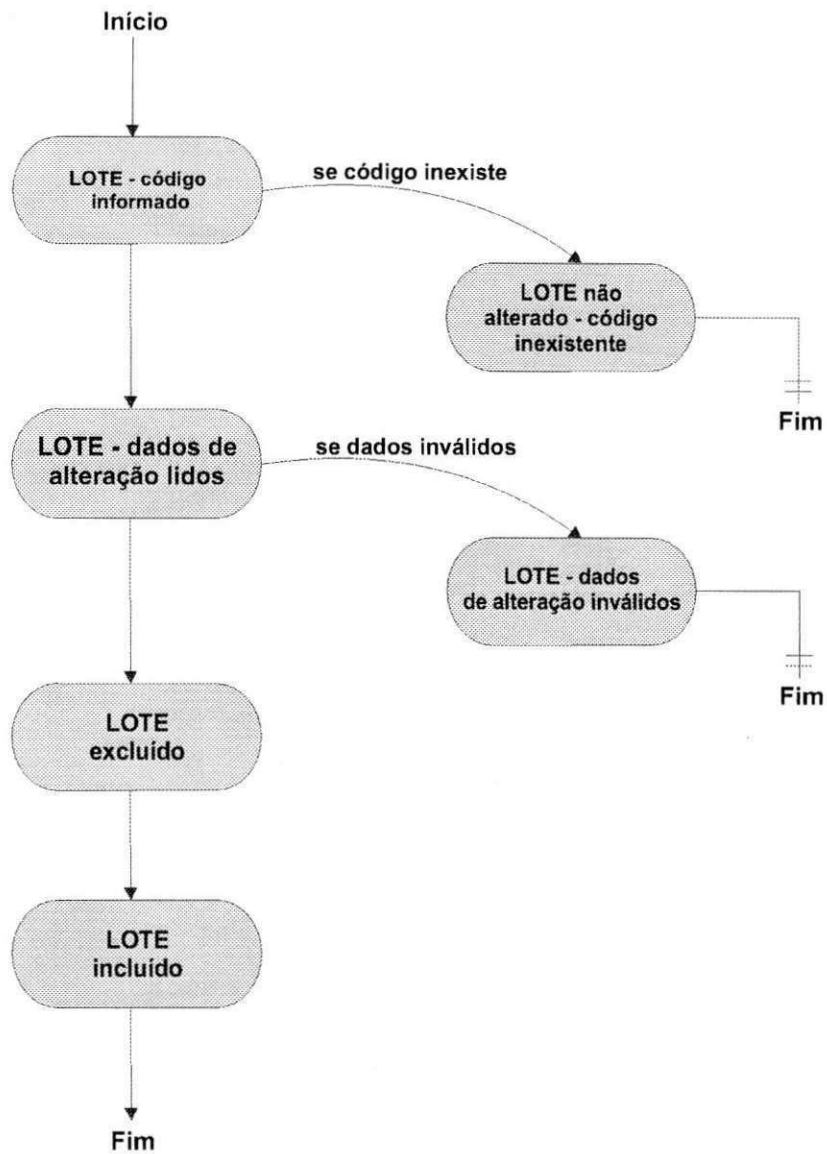 Início
LOTE - código
informado
se código inexiste
LOTE não
alterado - código
inexistente
Fim
LOTE - dados de
alteração lidos
se dados inválidos
LOTE - dados
de alteração inválidos
Fim
LOTE
excluído
LOTE
incluído
Fim